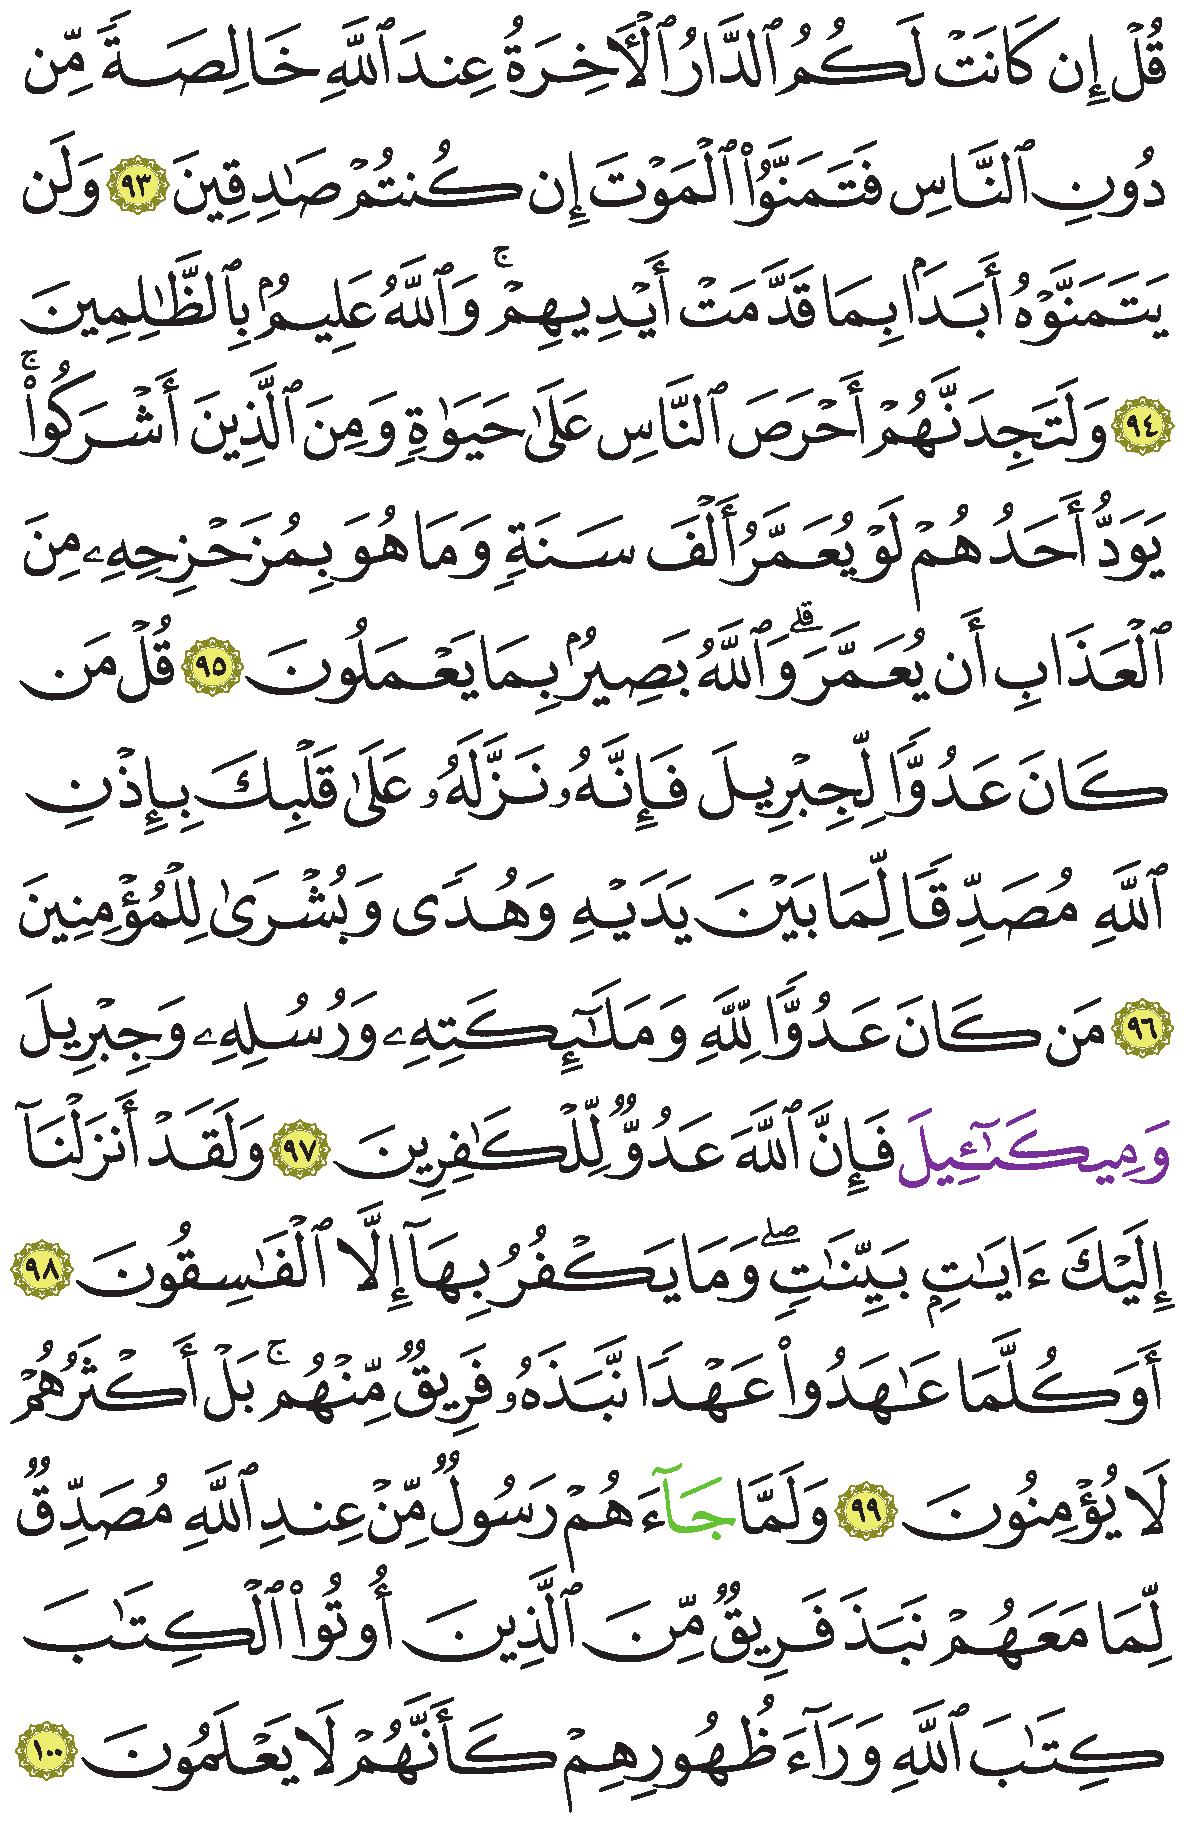 قُلۡ إِن كَانَتۡ لَكُمُ ٱلدَّارُ ٱلۡأٓخِرَةُ عِندَ ٱللَّهِ خَالِصَةٗ مِّن
دُونِ ٱلنَّاسِ فَتَمَنَّوُاْ ٱلۡمَوۡتَ إِن كُنتُمۡ صَٰدِقِينَ ٩٣ وَلَن
يَتَمَنَّوۡهُ أَبَدَۢا بِمَا قَدَّمَتۡ أَيۡدِيهِمۡۚ وَٱللَّهُ عَلِيمُۢ بِٱلظَّٰلِمِينَ
٩٤ وَلَتَجِدَنَّهُمۡ أَحۡرَصَ ٱلنَّاسِ عَلَىٰ حَيَوٰةٖ وَمِنَ ٱلَّذِينَ أَشۡرَكُواْۚ
يَوَدُّ أَحَدُهُمۡ لَوۡ يُعَمَّرُ أَلۡفَ سَنَةٖ وَمَا هُوَ بِمُزَحۡزِحِهِۦ مِنَ
ٱلۡعَذَابِ أَن يُعَمَّرَۗ وَٱللَّهُ بَصِيرُۢ بِمَا يَعۡمَلُونَ ٩٥ قُلۡ مَن
كَانَ عَدُوّٗا لِّجِبۡرِيلَ فَإِنَّهُۥ نَزَّلَهُۥ عَلَىٰ قَلۡبِكَ بِإِذۡنِ
ٱللَّهِ مُصَدِّقٗا لِّمَا بَيۡنَ يَدَيۡهِ وَهُدٗى وَبُشۡرَىٰ لِلۡمُؤۡمِنِينَ
٩٦ مَن كَانَ عَدُوّٗا لِّلَّهِ وَمَلَٰٓئِكَتِهِۦ وَرُسُلِهِۦ وَجِبۡرِيلَ
وَمِيكَـٰٓئِيلَ فَإِنَّ ٱللَّهَ عَدُوّٞ لِّلۡكَٰفِرِينَ ٩٧ وَلَقَدۡ أَنزَلۡنَآ
إِلَيۡكَ ءَايَٰتِۭ بَيِّنَٰتٖۖ وَمَا يَكۡفُرُ بِهَآ إِلَّا ٱلۡفَٰسِقُونَ ٩٨
أَوَكُلَّمَا عَٰهَدُواْ عَهۡدٗا نَّبَذَهُۥ فَرِيقٞ مِّنۡهُمۚ بَلۡ أَكۡثَرُهُمۡ
لَا يُؤۡمِنُونَ ٩٩ وَلَمَّا جَآءَهُمۡ رَسُولٞ مِّنۡ عِندِ ٱللَّهِ مُصَدِّقٞ
لِّمَا مَعَهُمۡ نَبَذَ فَرِيقٞ مِّنَ ٱلَّذِينَ أُوتُواْ ٱلۡكِتَٰبَ
كِتَٰبَ ٱللَّهِ وَرَآءَ ظُهُورِهِمۡ كَأَنَّهُمۡ لَا يَعۡلَمُونَ ١٠٠